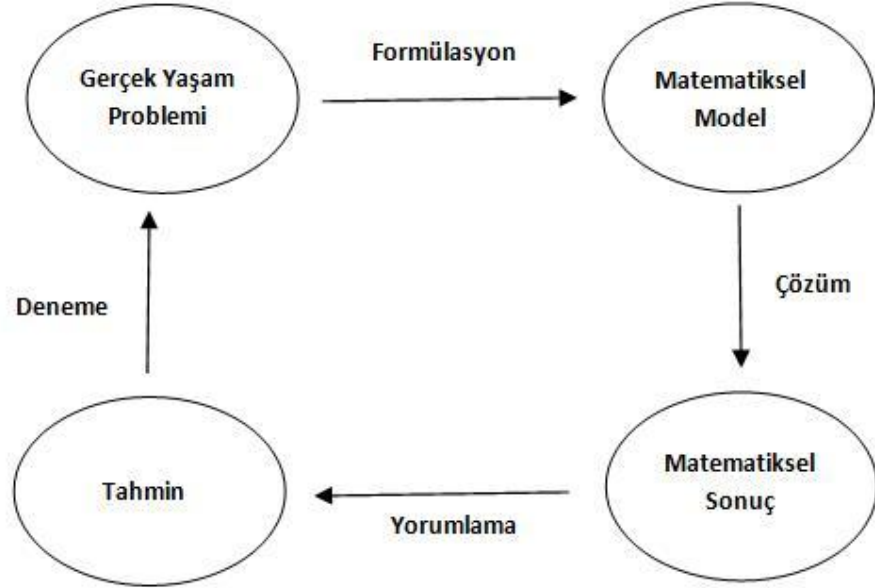 Gerçek Yaşam
Problemi
Formülasyon
Matematiksel
Model
Deneme
Çözüm
Tahmin
Yorumlama
Matematiksel
Sonuç